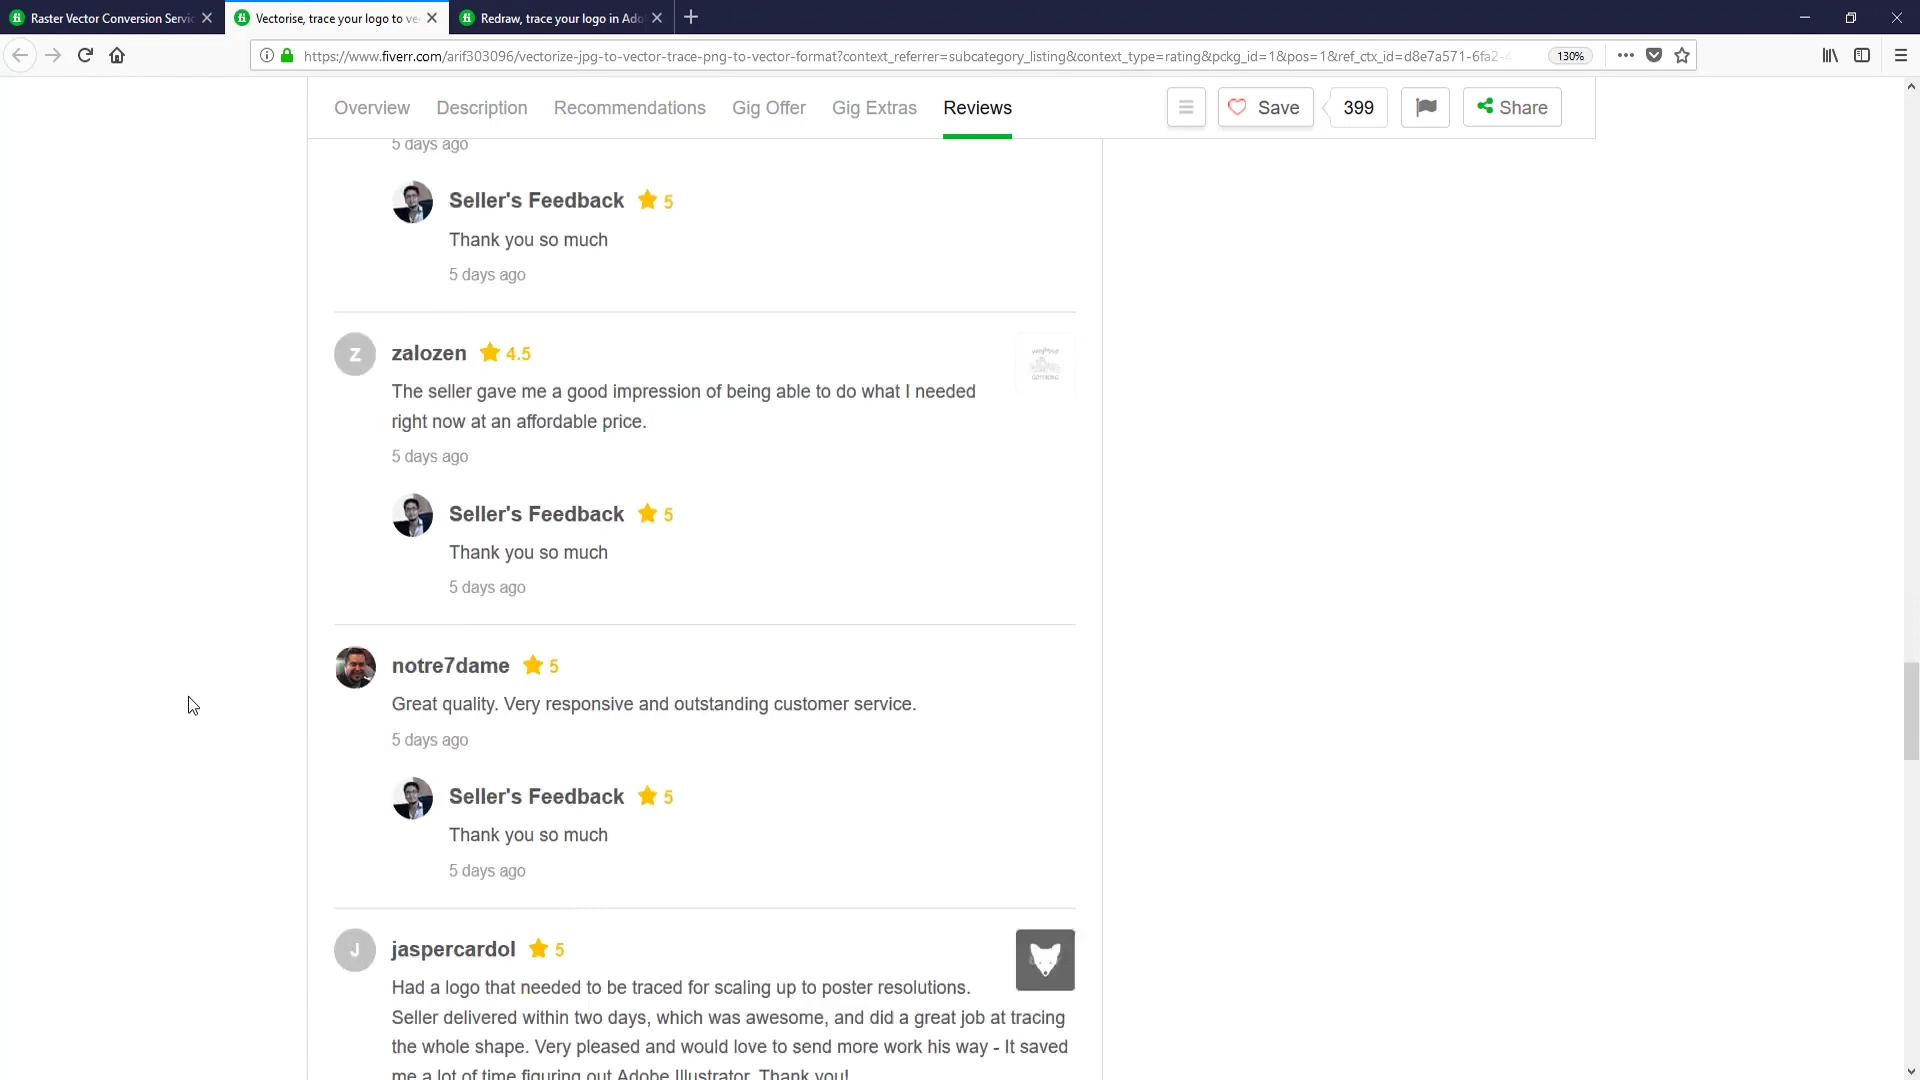 Raster Vector Conversion Servic
Vectorise, trace your logo to ve
Redraw, trace your logo in Ado
https://www.fiverr.com/arif303096/vectorize-jpg-to-vector-trace-png-to-vector-format?context_referrer=subcategory_listing&context_type=rating&pckg_id=1&pos=1&ref_ctx_id=d8e7a571-6fa2-4
130%
Overview Description Recommendations Gig Offer Gig Extras Reviews
Save 399 Share
5 days ago
Seller's Feedback 5
Thank you so much
5 days ago
Z zalozen 4.5
The seller gave me a good impression of being able to do what I needed
right now at an affordable price.
5 days ago
Seller's Feedback 5
Thank you so much
5 days ago
notre7dame 5
Great quality. Very responsive and outstanding customer service.
5 days ago
Seller's Feedback 5
Thank you so much
5 days ago
J jaspercardol 5
Had a logo that needed to be traced for scaling up to poster resolutions.
Seller delivered within two days, which was awesome, and did a great job at tracing
the whole shape. Very pleased and would love to send more work his way - It saved
me a lot of time figuring out Adobe Illustrator. Thank you!